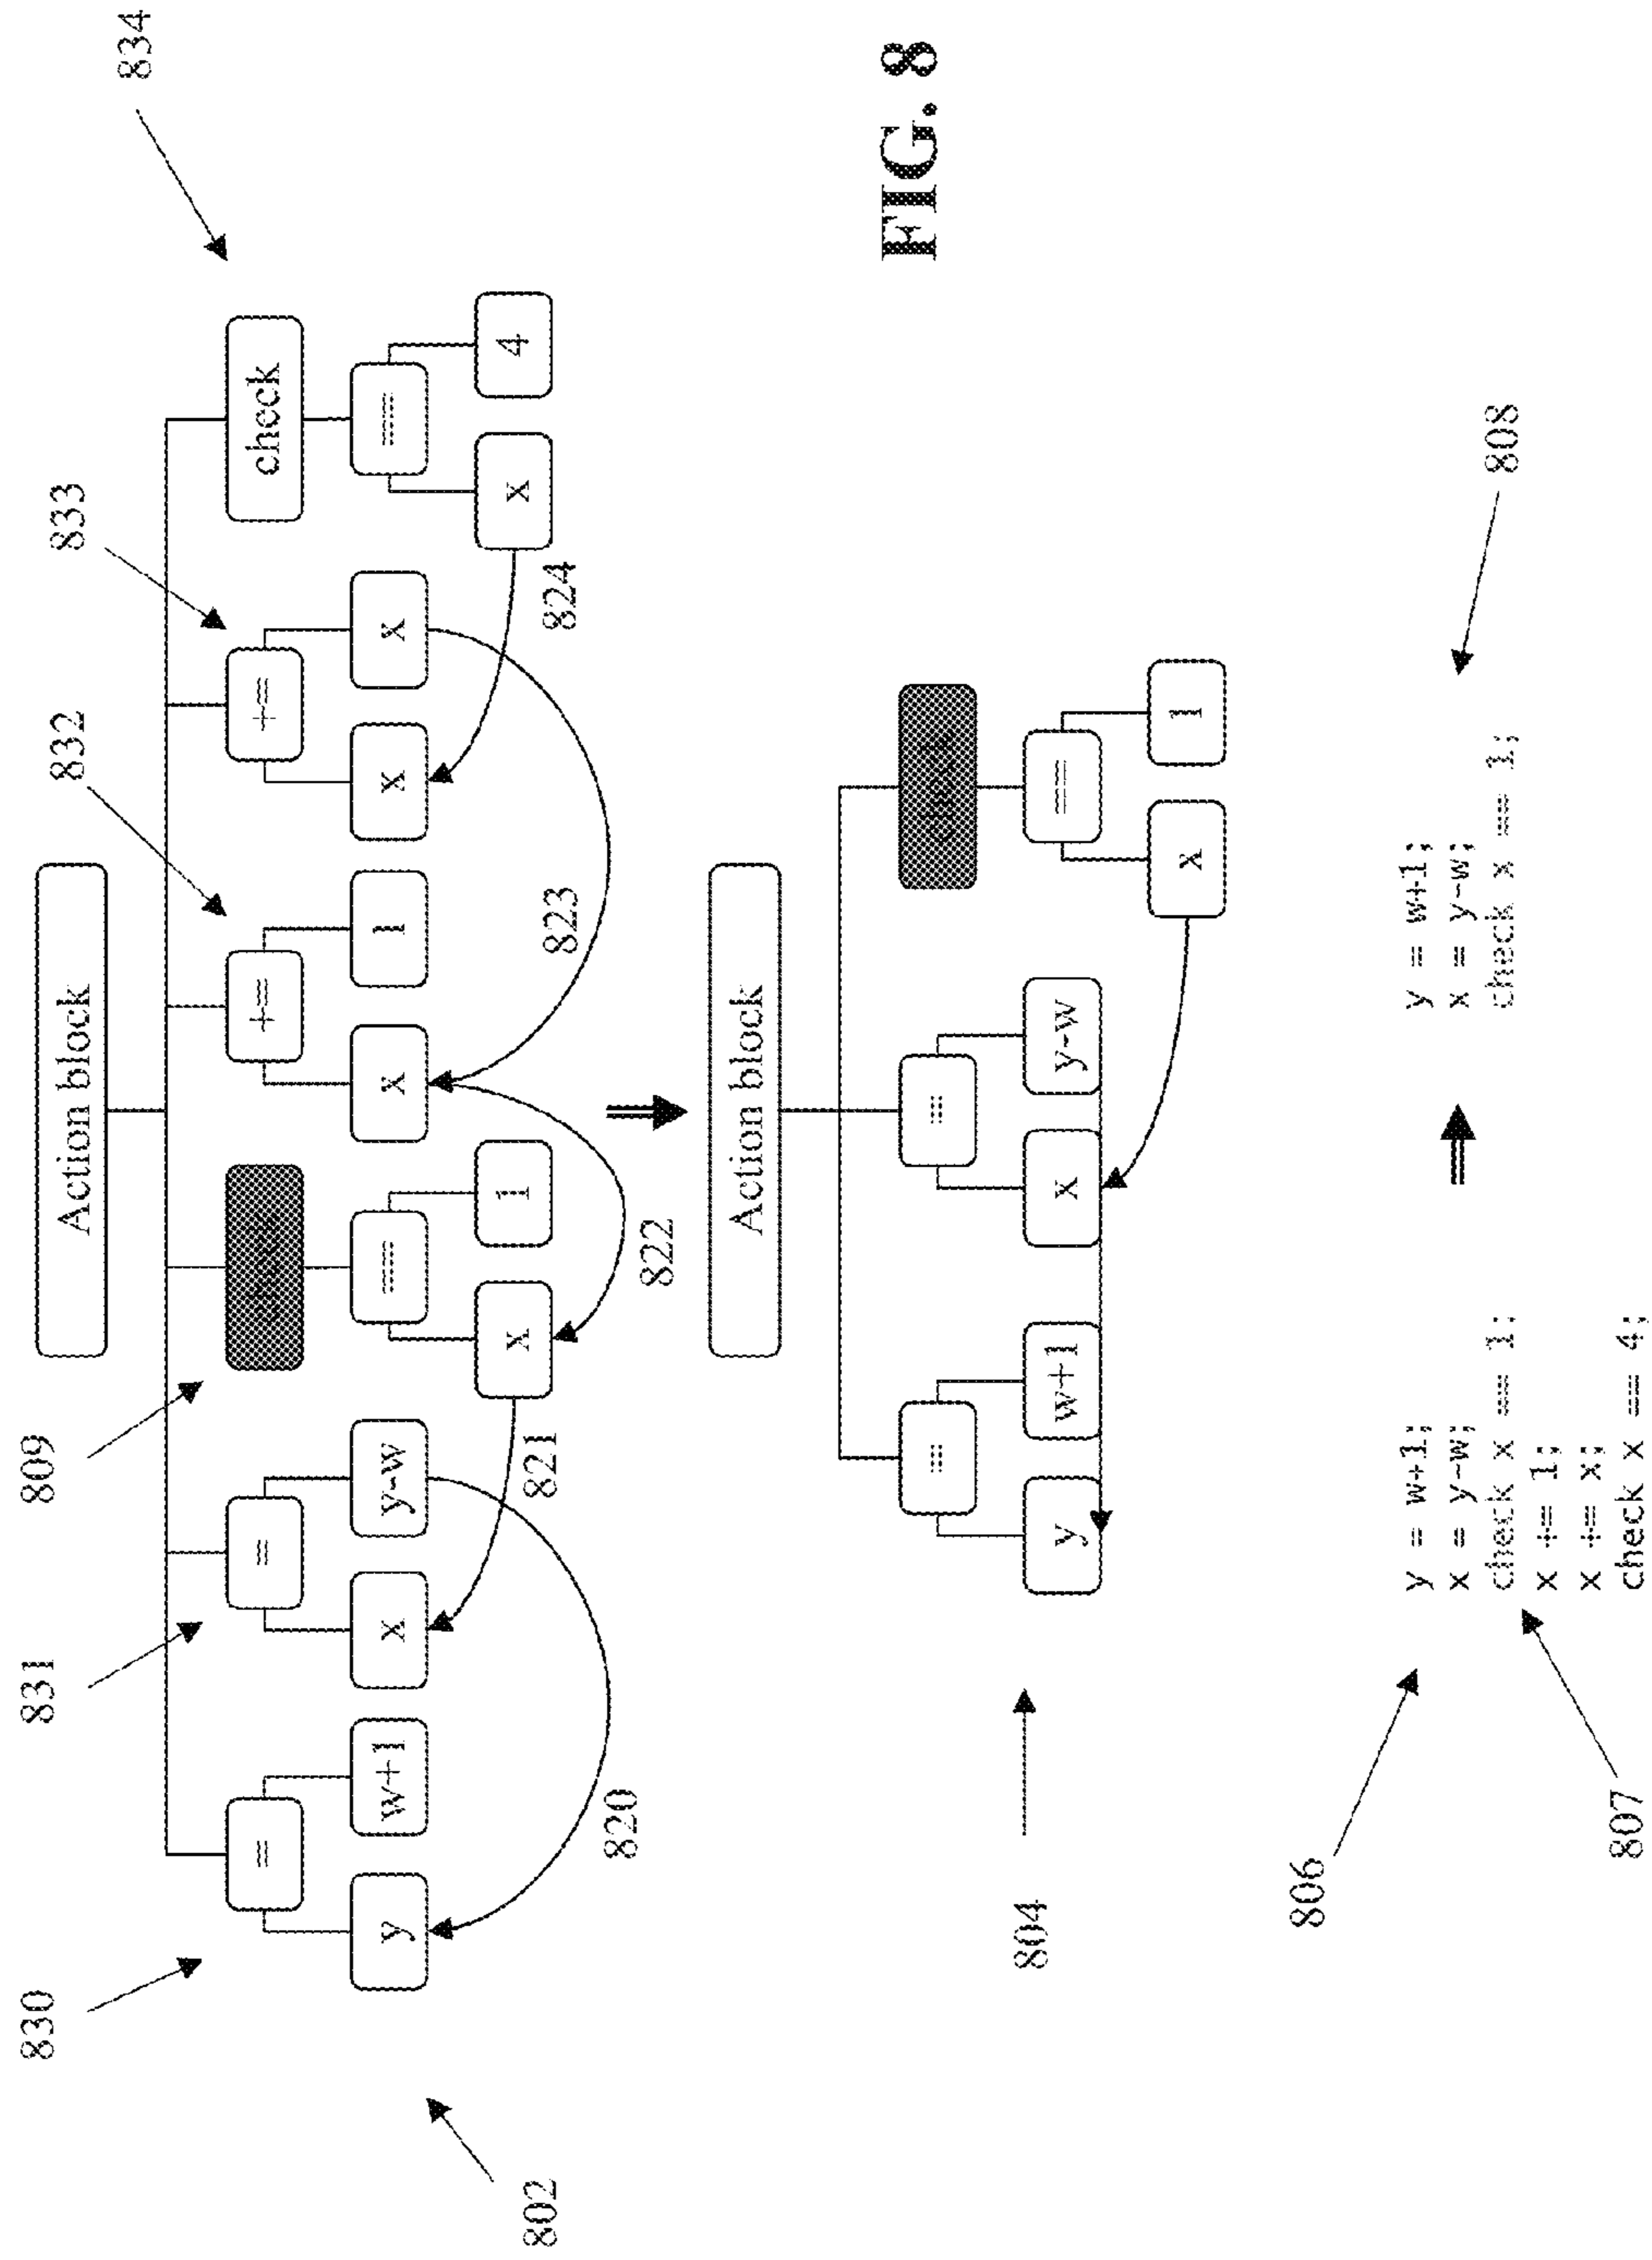 834
833
832
809
831
830
Action block
= = += += check
y w+1 x y-w == x 1 x x ==
x 1 x 4
821 824
820 822 823
802
Action block
= =
y w+1 x y-w ==
x 1
804
FIG. 8
806
y = w+1;
x = y-w;
check x == 1;
x += 1;
x += x;
check x == 4;
807
y = w+1;
x = y-w;
check x == 1;
808